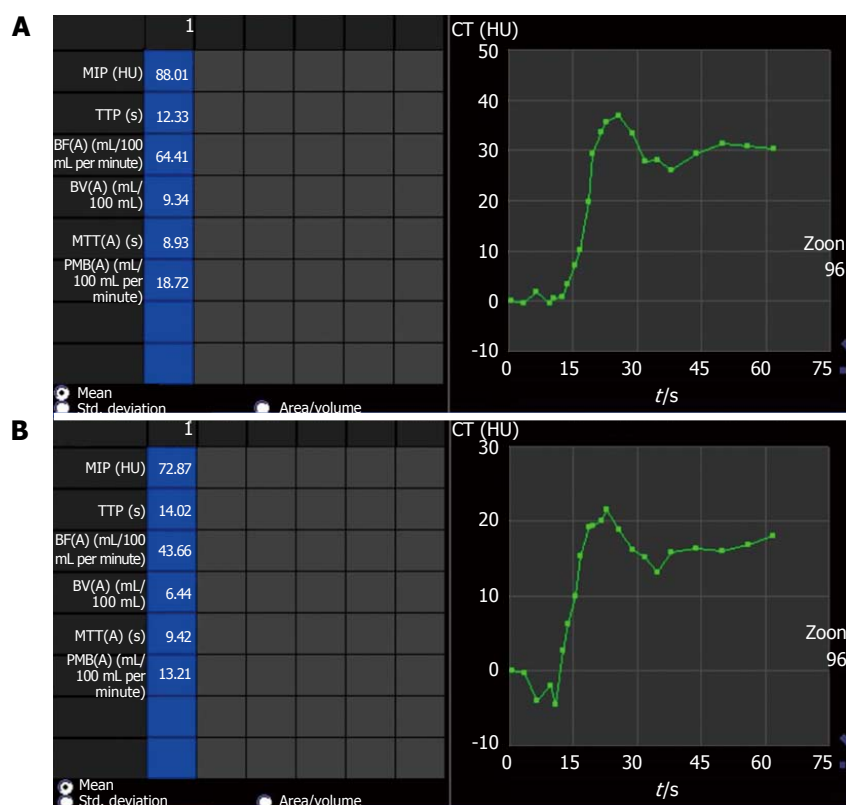 A
1
MIP (HU) 88.01
TTP (s) 12.33
BF(A) (mL/100
mL per minute) 64.41
BV(A) (mL/
100 mL) 9.34
MTT(A) (s) 8.93
PMB(A) (mL/
100 mL per
minute) 18.72
Mean
Std. deviation Area/volume
CT (HU)
50
40
30
20
10
0
-10
0 15 30 45 60 75
t/s
Zoon
96
B
1
MIP (HU) 72.87
TTP (s) 14.02
BF(A) (mL/100
mL per minute) 43.66
BV(A) (mL/
100 mL) 6.44
MTT(A) (s) 9.42
PMB(A) (mL/
100 mL per
minute) 13.21
Mean
Std. deviation Area/volume
CT (HU)
30
20
10
0
-10
0 15 30 45 60 75
t/s
Zoon
96